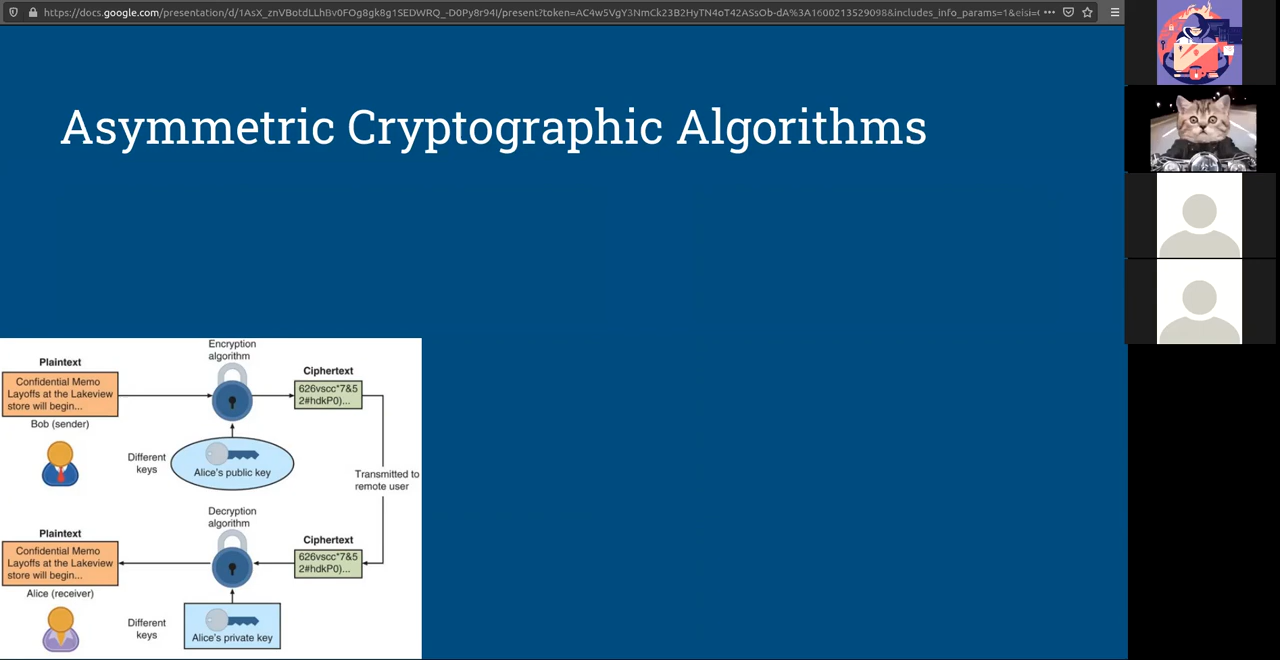 https://docs.google.com/presentation/d/1AsX_znVBotdLLhBv0FOg8gk8g1SEDWRQ_-D0Py8r94I/present?token=AC4w5VgY3NmCk23B2HyTN4oT42ASsOb-dA%3A1600213529098&includes_info_params=1&eisi=
Asymmetric Cryptographic Algorithms
Encryption
algorithm
Plaintext
Ciphertext
Confidential Memo
Layoffs at the Lakeview
store will begin...
626vscc*7&5
2#hdkP0)...
Bob (sender)
Different
keys
Alice's public key
Transmitted to
remote user
Decryption
algorithm
Plaintext
Ciphertext
Confidential Memo
Layoffs at the Lakeview
store will begin...
626vscc*7&5
2#hdkP0)...
Alice (receiver)
Different
keys
Alice's private key